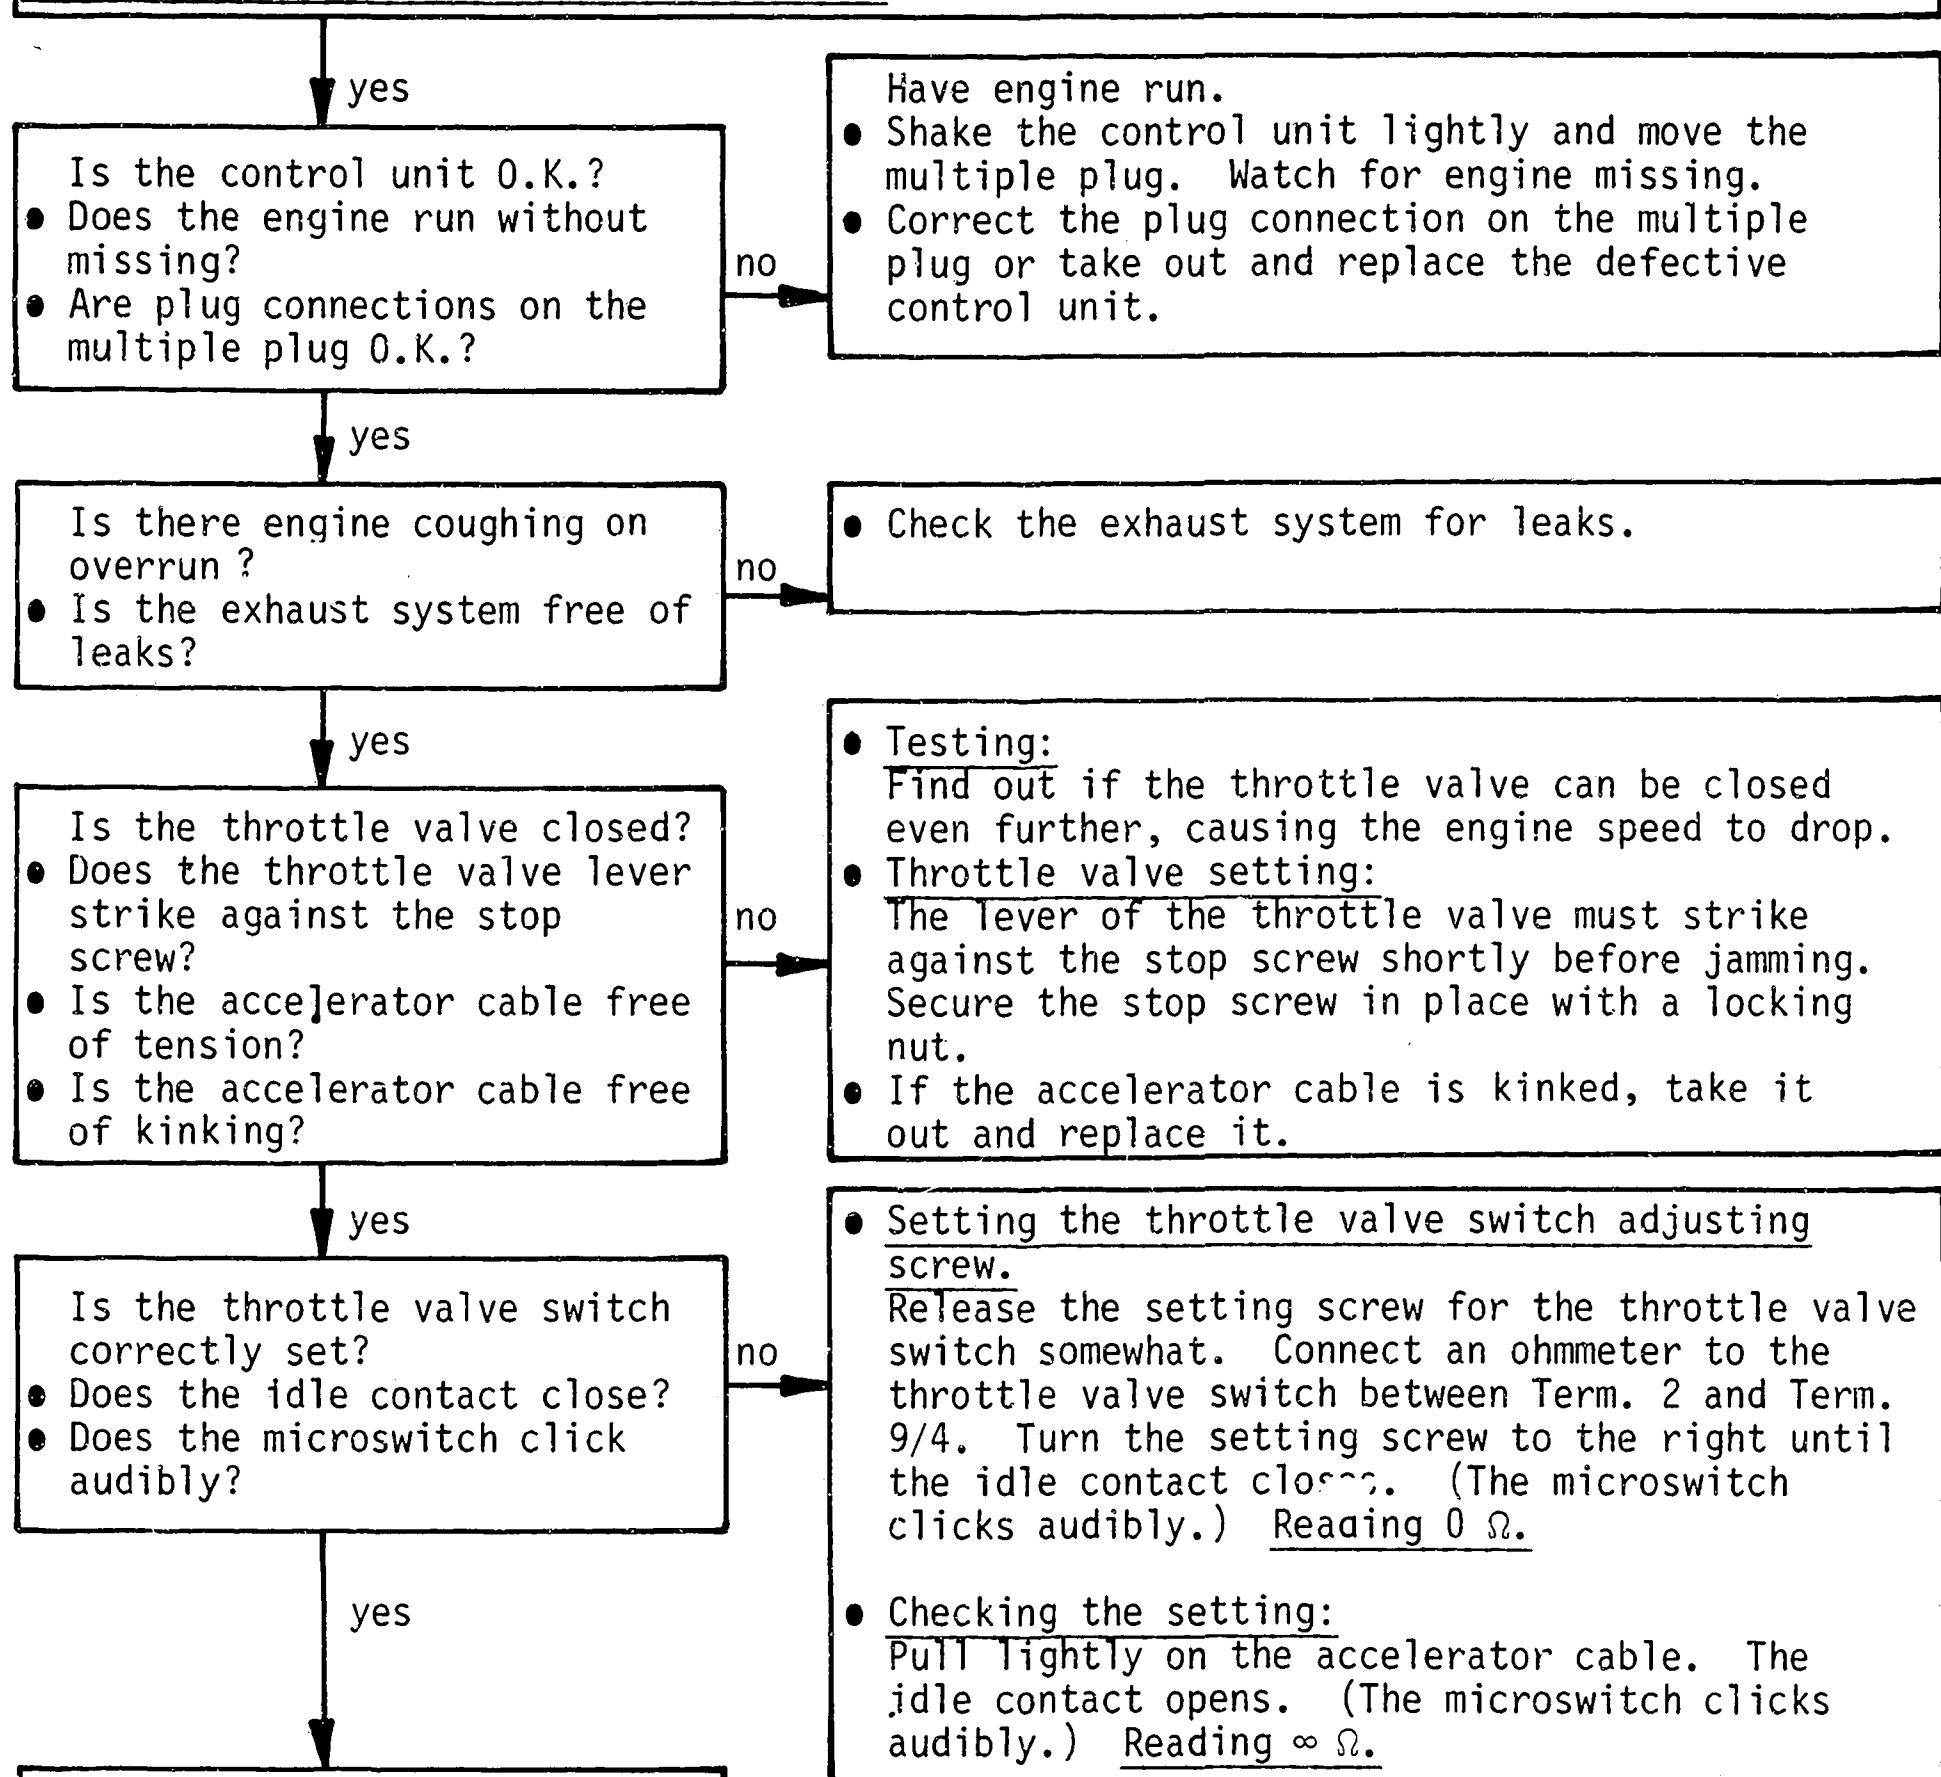 yes
Is the control unit O.K.?
● Does the engine run without
missing?
● Are plug connections on the
multiple plug O.K.?
no
Have engine run.
● Shake the control unit lightly and move the
multiple plug. Watch for engine missing.
● Correct the plug connection on the multiple
plug or take out and replace the defective
control unit.
yes
Is there engine coughing on
overrun ?
● Is the exhaust system free of
leaks?
no
● Check the exhaust system for leaks.
yes
Is the throttle valve closed?
● Does the throttle valve lever
strike against the stop
screw?
● Is the accelerator cable free
of tension?
● Is the accelerator cable free
of kinking?
no
● Testing:
Find out if the throttle valve can be closed
even further, causing the engine speed to drop.
● Throttle valve setting:
The lever of the throttle valve must strike
against the stop screw shortly before jamming.
Secure the stop screw in place with a locking
nut.
● If the accelerator cable is kinked, take it
out and replace it.
yes
Is the throttle valve switch
correctly set?
● Does the idle contact close?
● Does the microswitch click
audibly?
no
● Setting the throttle valve switch adjusting
screw.
Release the setting screw for the throttle valve
switch somewhat. Connect an ohmmeter to the
throttle valve switch between Term. 2 and Term.
9/4. Turn the setting screw to the right until
the idle contact (The microswitch
clicks audibly.) Reading 0 Ω.
● Checking the setting:
Pull lightly on the accelerator cable. The
idle contact opens. (The microswitch clicks
audibly.) Reading ∞ Ω.
yes